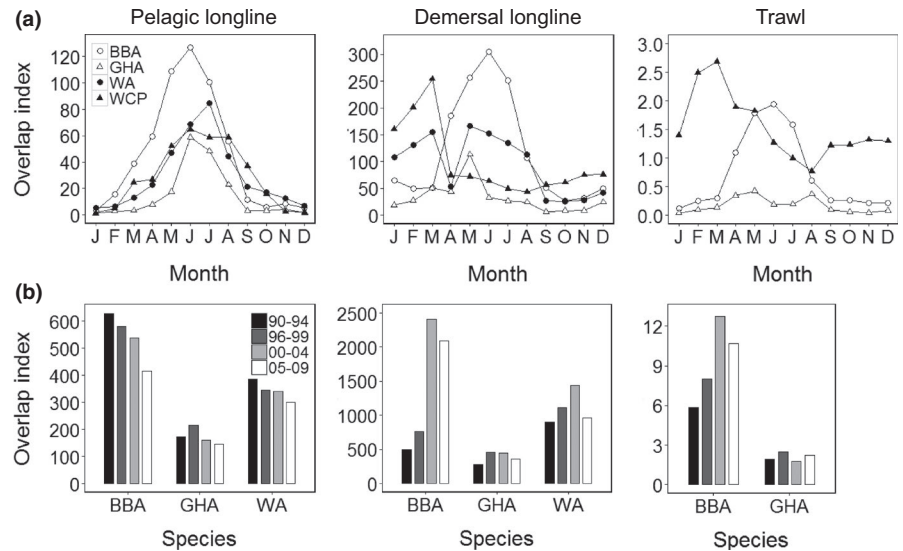 (a)
Pelagic longline
Demersal longline
Trawl
Overlap index
120
100
80
60
40
20
0
BBA
GHA
WA
WCP
J F M A M J J A S O N D
Month
300
250
200
150
100
50
0
J F M A M J J A S O N D
Month
3.0
2.5
2.0
1.5
1.0
0.5
0.0
J F M A M J J A S O N D
Month
(b)
Overlap index
600
500
400
300
200
100
0
90-94
96-99
00-04
05-09
BBA GHA WA
Species
2500
2000
1500
1000
500
0
BBA GHA WA
Species
12
9
6
3
0
BBA GHA
Species